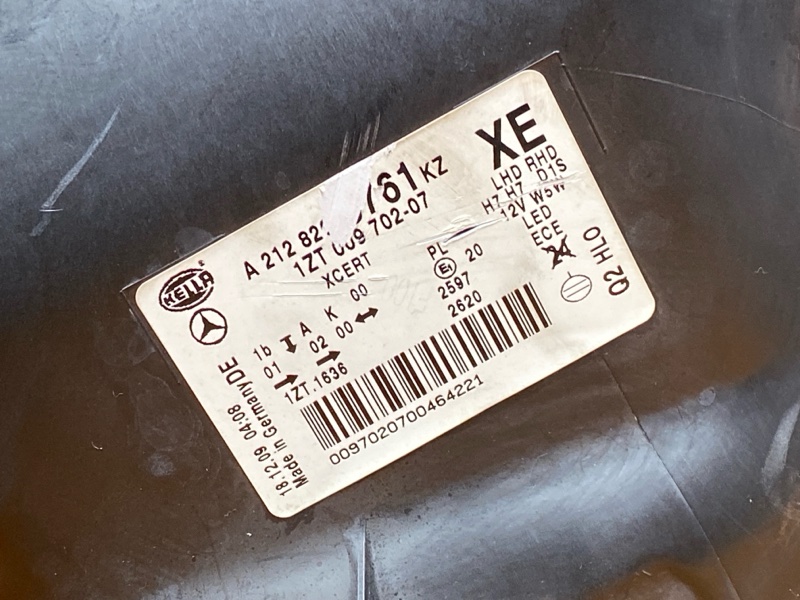 XE
A 212 82 761 KZ
1ZT 009 702-07
XCERT
LHD RHD
H7 H7 D1S
12V W5W
LED
ECE
HELLA
1b A K 00
01 02 00
1ZT.1636
PL
E1 20
2597
2620
Q2 HLO
0097020700464221
18.12.09 04:08
Made in Germany DE